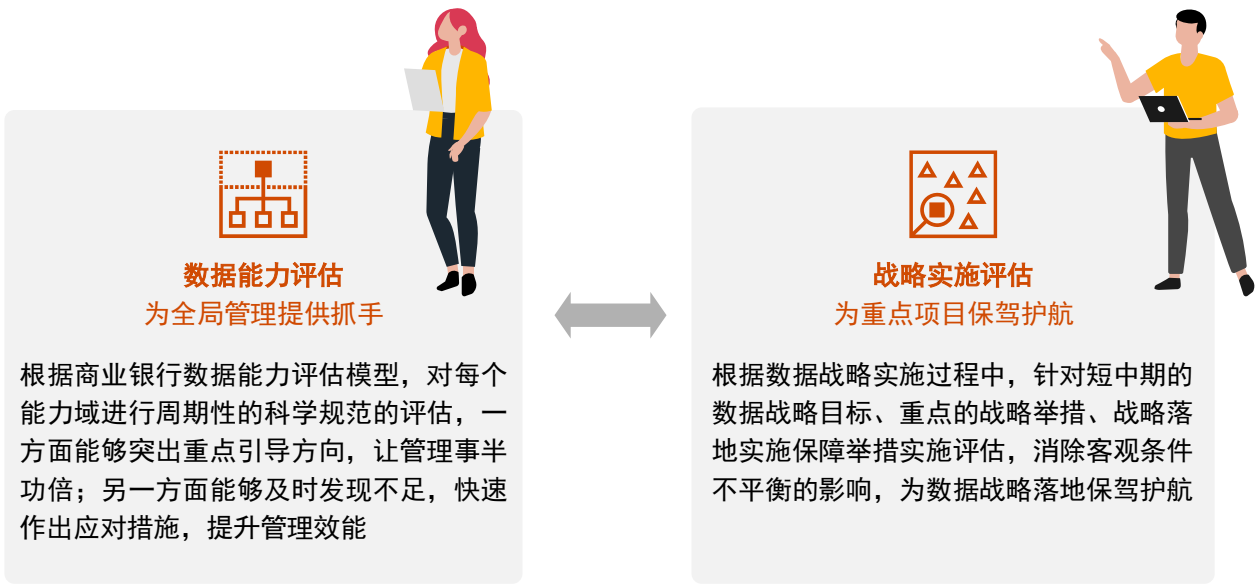 数据能力评估
为全局管理提供抓手
根据商业银行数据能力评估模型，对每个
能力域进行周期性的科学规范的评估，一
方面能够突出重点引导方向，让管理事半
功倍；另一方面能够及时发现不足，快速
作出应对措施，提升管理效能
战略实施评估
为重点项目保驾护航
根据数据战略实施过程中，针对短中期的
数据战略目标、重点的战略举措、战略落
地实施保障举措实施评估，消除客观条件
不平衡的影响，为数据战略落地保驾护航